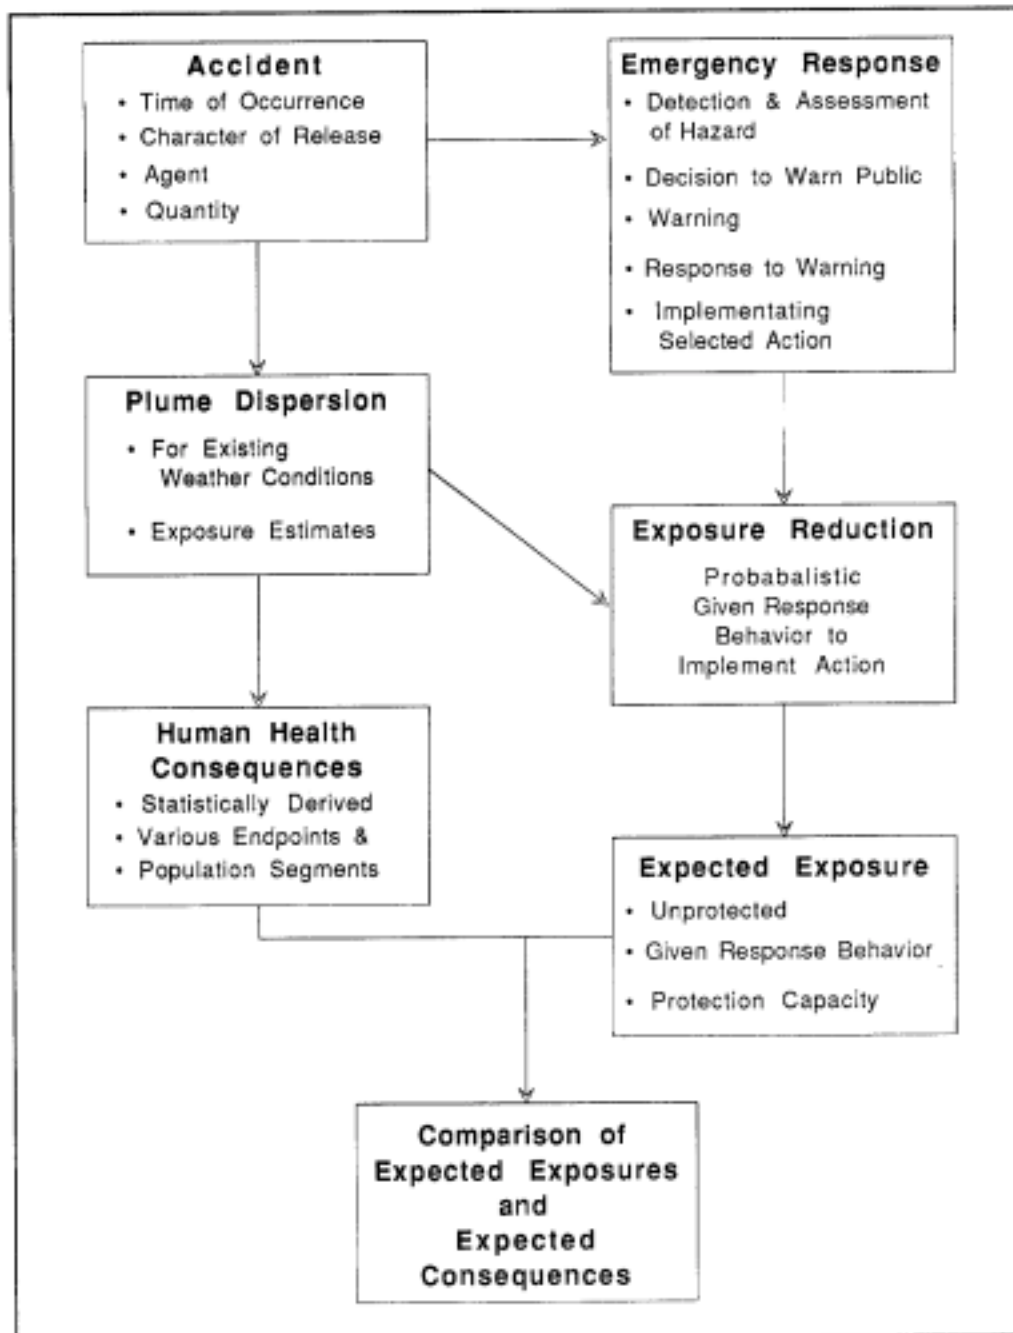 Accident
• Time of Occurrence
• Character of Release
• Agent
• Quantity
Emergency Response
• Detection & Assessment
of Hazard
• Decision to Warn Public
• Warning
• Response to Warning
• Implementating
Selected Action
Plume Dispersion
• For Existing
Weather Conditions
• Exposure Estimates
Exposure Reduction
Probabalistic
Given Response
Behavior to
Implement Action
Human Health
Consequences
• Statistically Derived
• Various Endpoints &
• Population Segments
Expected Exposure
• Unprotected
• Given Response Behavior
• Protection Capacity
Comparison of
Expected Exposures
and
Expected
Consequences